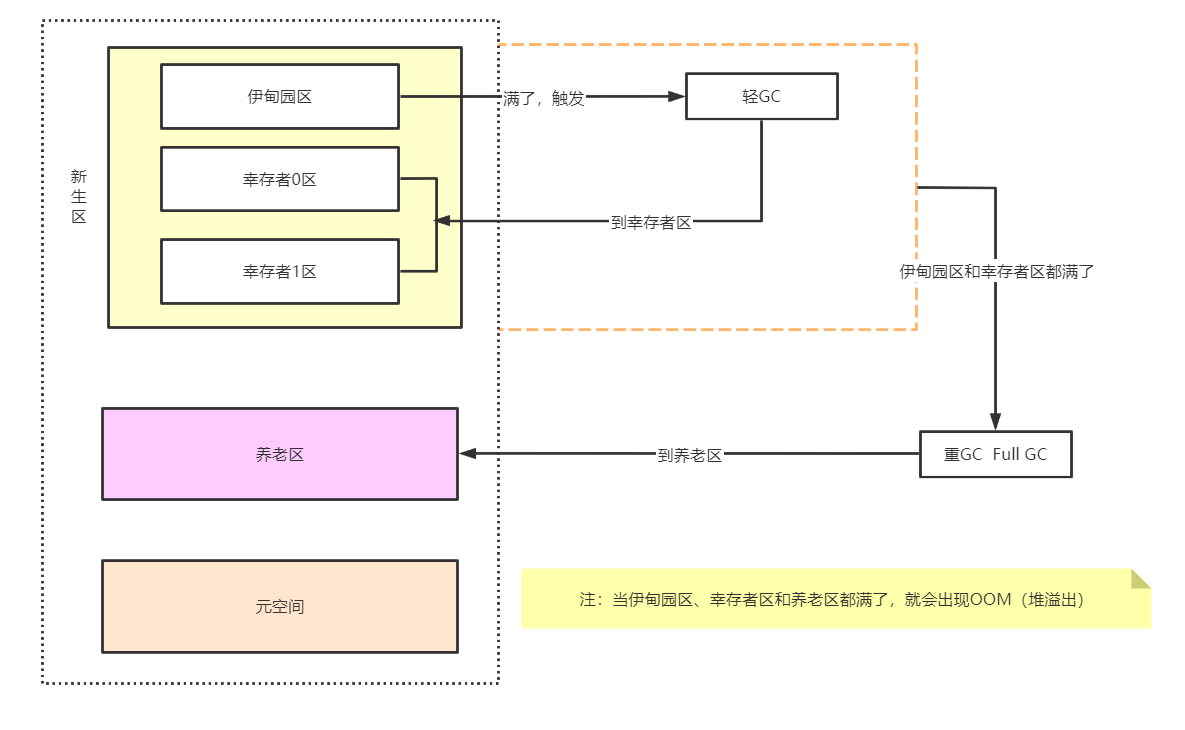 伊甸园区
满了，触发
轻GC
新
生
区
幸存者0区
到幸存者区
幸存者1区
伊甸园区和幸存者区都满了
养老区
到养老区
重GC  Full GC
元空间
注：当伊甸园区、幸存者区和养老区都满了，就会出现OOM（堆溢出）